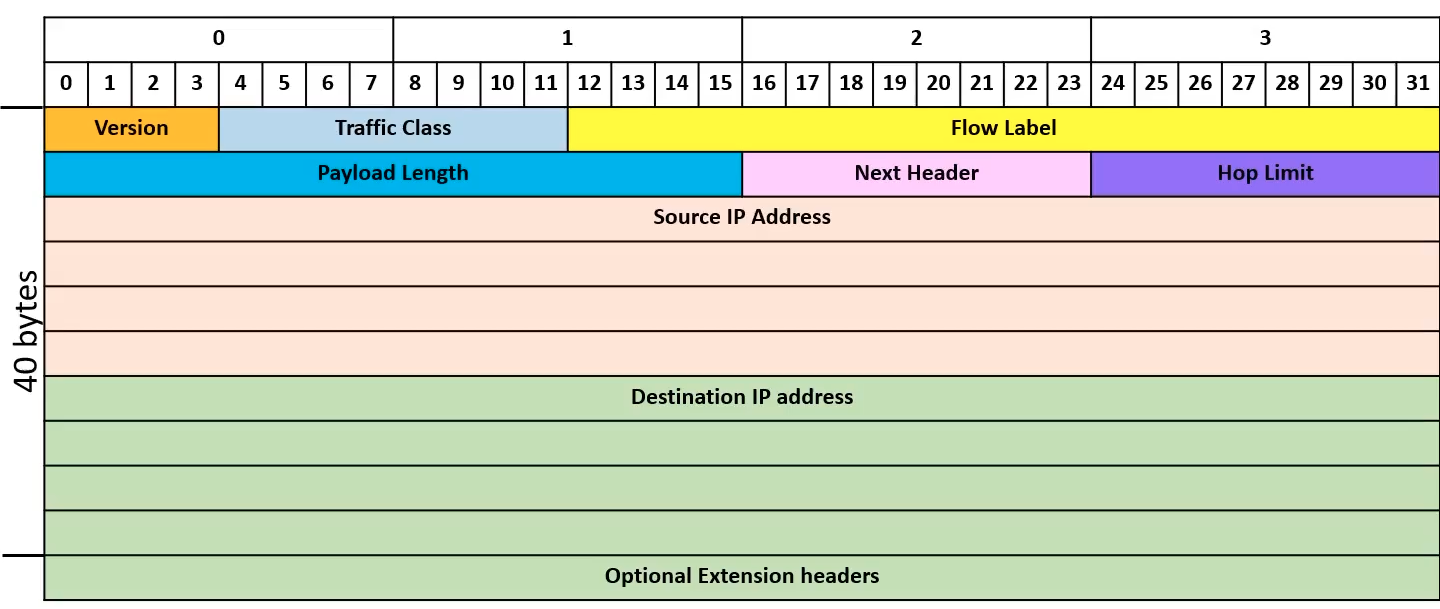 0 1 2 3
0 1 2 3 4 5 6 7 8 9 10 11 12 13 14 15 16 17 18 19 20 21 22 23 24 25 26 27 28 29 30 31
Version Traffic Class Flow Label
Payload Length Next Header Hop Limit
Source IP Address
40 bytes
Destination IP address
Optional Extension headers